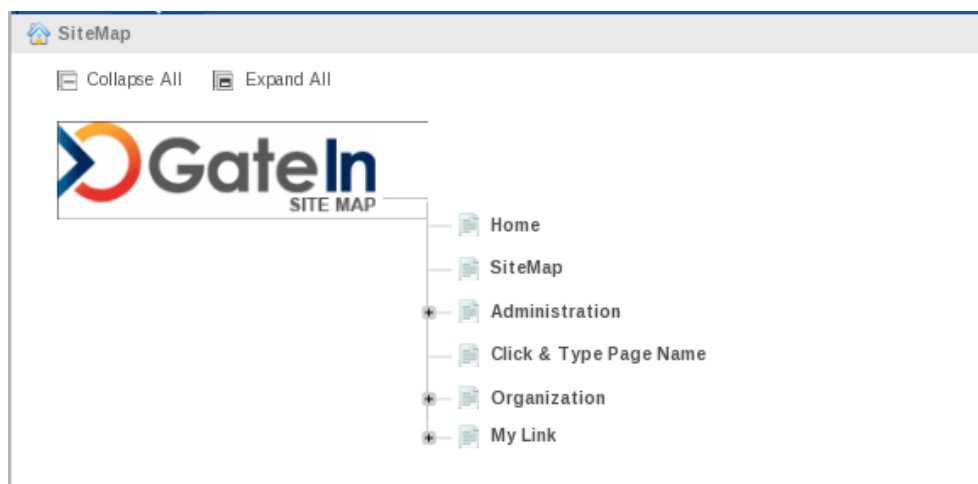 SiteMap
Collapse All Expand All
GateIn
SITE MAP
Home
SiteMap
Administration
Click & Type Page Name
Organization
My Link